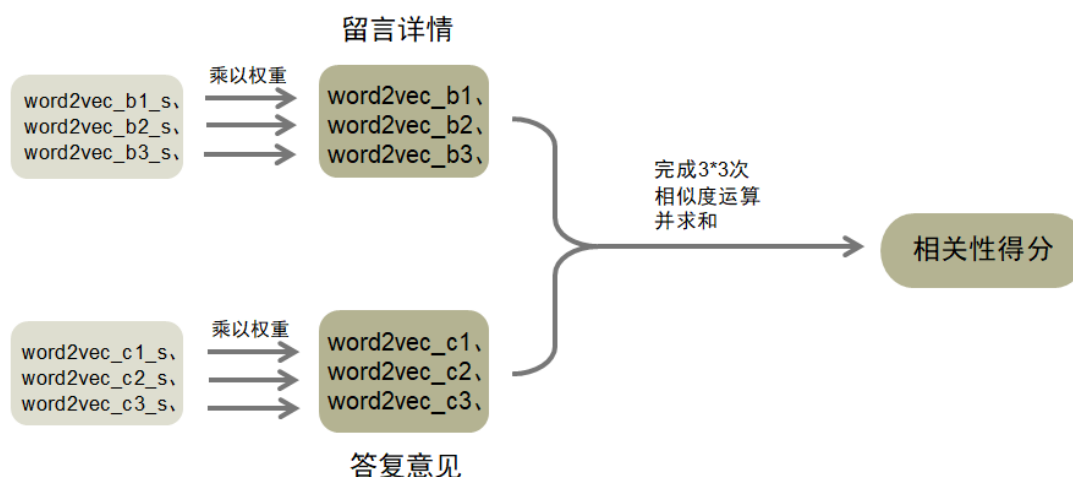 留言详情
乘以权重
word2vec_b1_s、
word2vec_b2_s、
word2vec_b3_s、
word2vec_b1、
word2vec_b2、
word2vec_b3、
完成3*3次
相似度运算
并求和
相关性得分
乘以权重
word2vec_c1_s、
word2vec_c2_s、
word2vec_c3_s、
word2vec_c1、
word2vec_c2、
word2vec_c3、
答复意见